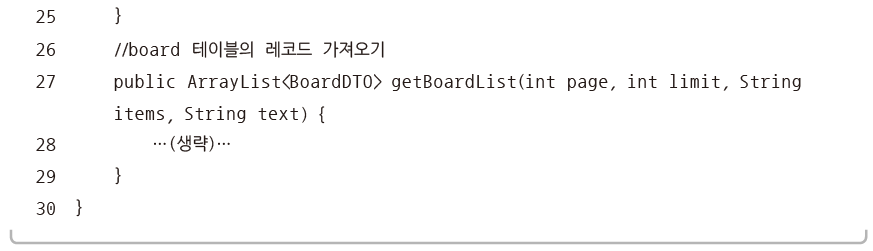 25 }
26 //board 테이블의 레코드 가져오기
27 public ArrayList<BoardDTO> getBoardList(int page, int limit, String
items, String text) {
28 …(생략)…
29 }
30 }